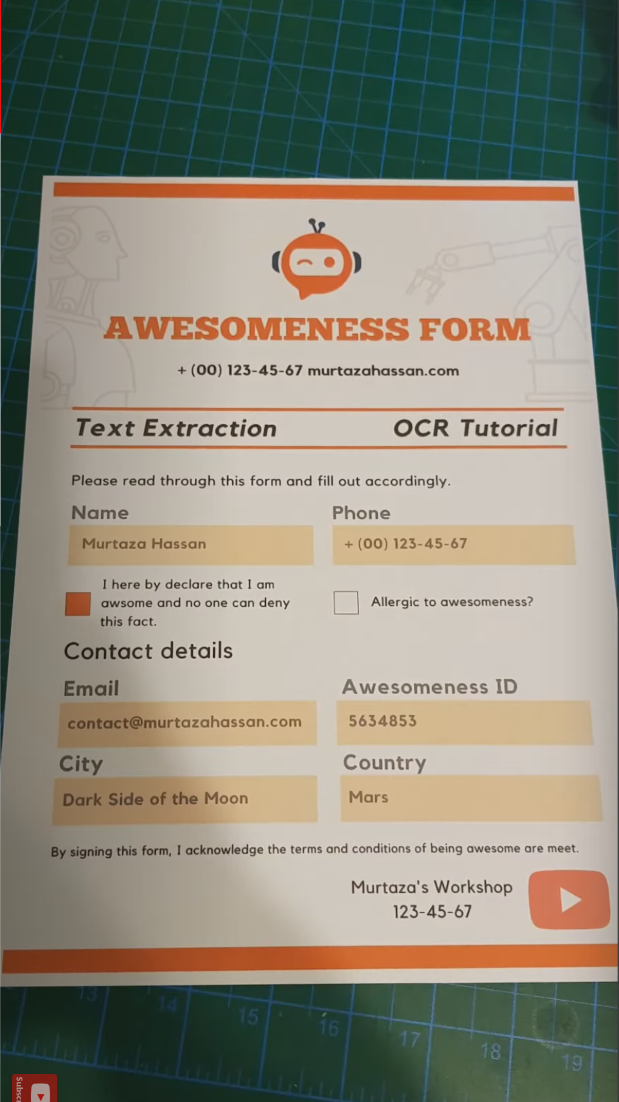 AWESOMENESS FORM
+ (00) 123-45-67 murtazahassan.com
Text Extraction OCR Tutorial
Please read through this form and fill out accordingly.
Name Phone
Murtaza Hassan + (00) 123-45-67
I here by declare that I am
awsome and no one can deny
this fact.
Allergic to awesomeness?
Contact details
Email Awesomeness ID
contact@murtazahassan.com 5634853
City Country
Dark Side of the Moon Mars
By signing this form, I acknowledge the terms and conditions of being awesome are meet.
Murtaza's Workshop
123-45-67
13 14 15 16 17 18 19